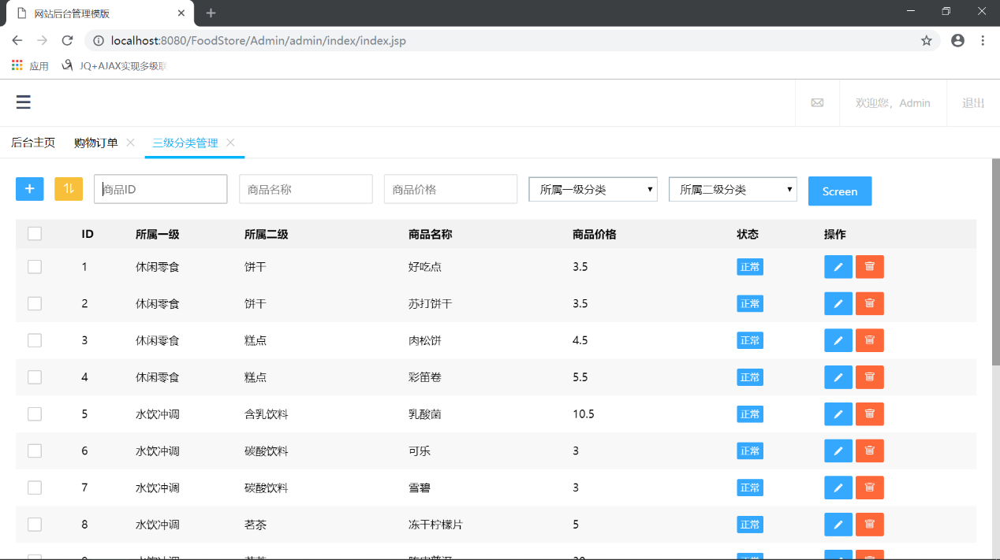 网站后台管理模版
localhost:8080/FoodStore/Admin/admin/index/index.jsp
应用 JQ+AJAX实现多级联
欢迎您，Admin 退出
后台主页 购物订单 三级分类管理
商品ID 商品名称 商品价格 所属一级分类 所属二级分类 Screen
ID 所属一级 所属二级 商品名称 商品价格 状态 操作
1 休闲零食 饼干 好吃点 3.5 正常
2 休闲零食 饼干 苏打饼干 3.5 正常
3 休闲零食 糕点 肉松饼 4.5 正常
4 休闲零食 糕点 彩笛卷 5.5 正常
5 水饮冲调 含乳饮料 乳酸菌 10.5 正常
6 水饮冲调 碳酸饮料 可乐 3 正常
7 水饮冲调 碳酸饮料 雪碧 3 正常
8 水饮冲调 茗茶 冻干柠檬片 5 正常